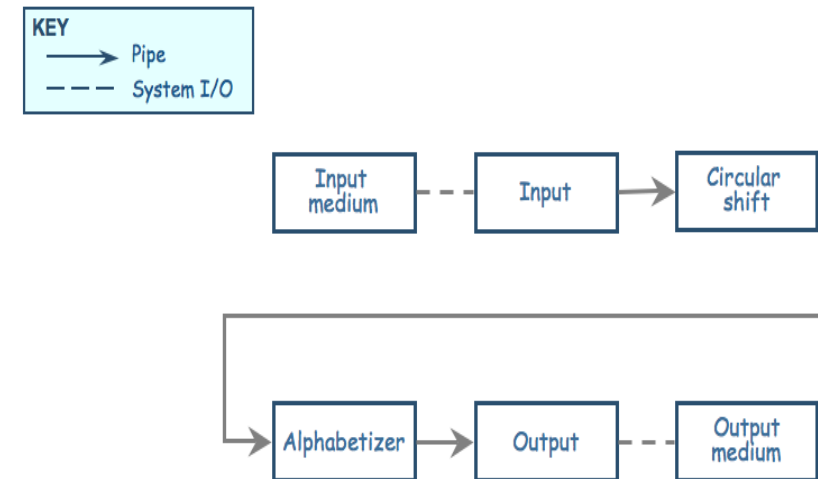 KEY
Pipe
System I/O
Input
medium
Input
Circular
shift
Alphabetizer
Output
Output
medium